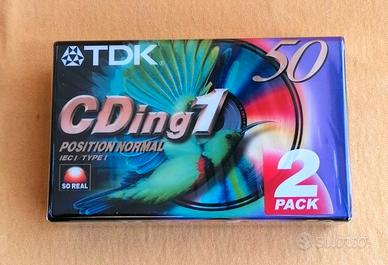 TDK
50
CDing1
POSITION NORMAL
IEC I / TYPE I
SO REAL
2
PACK
Subito